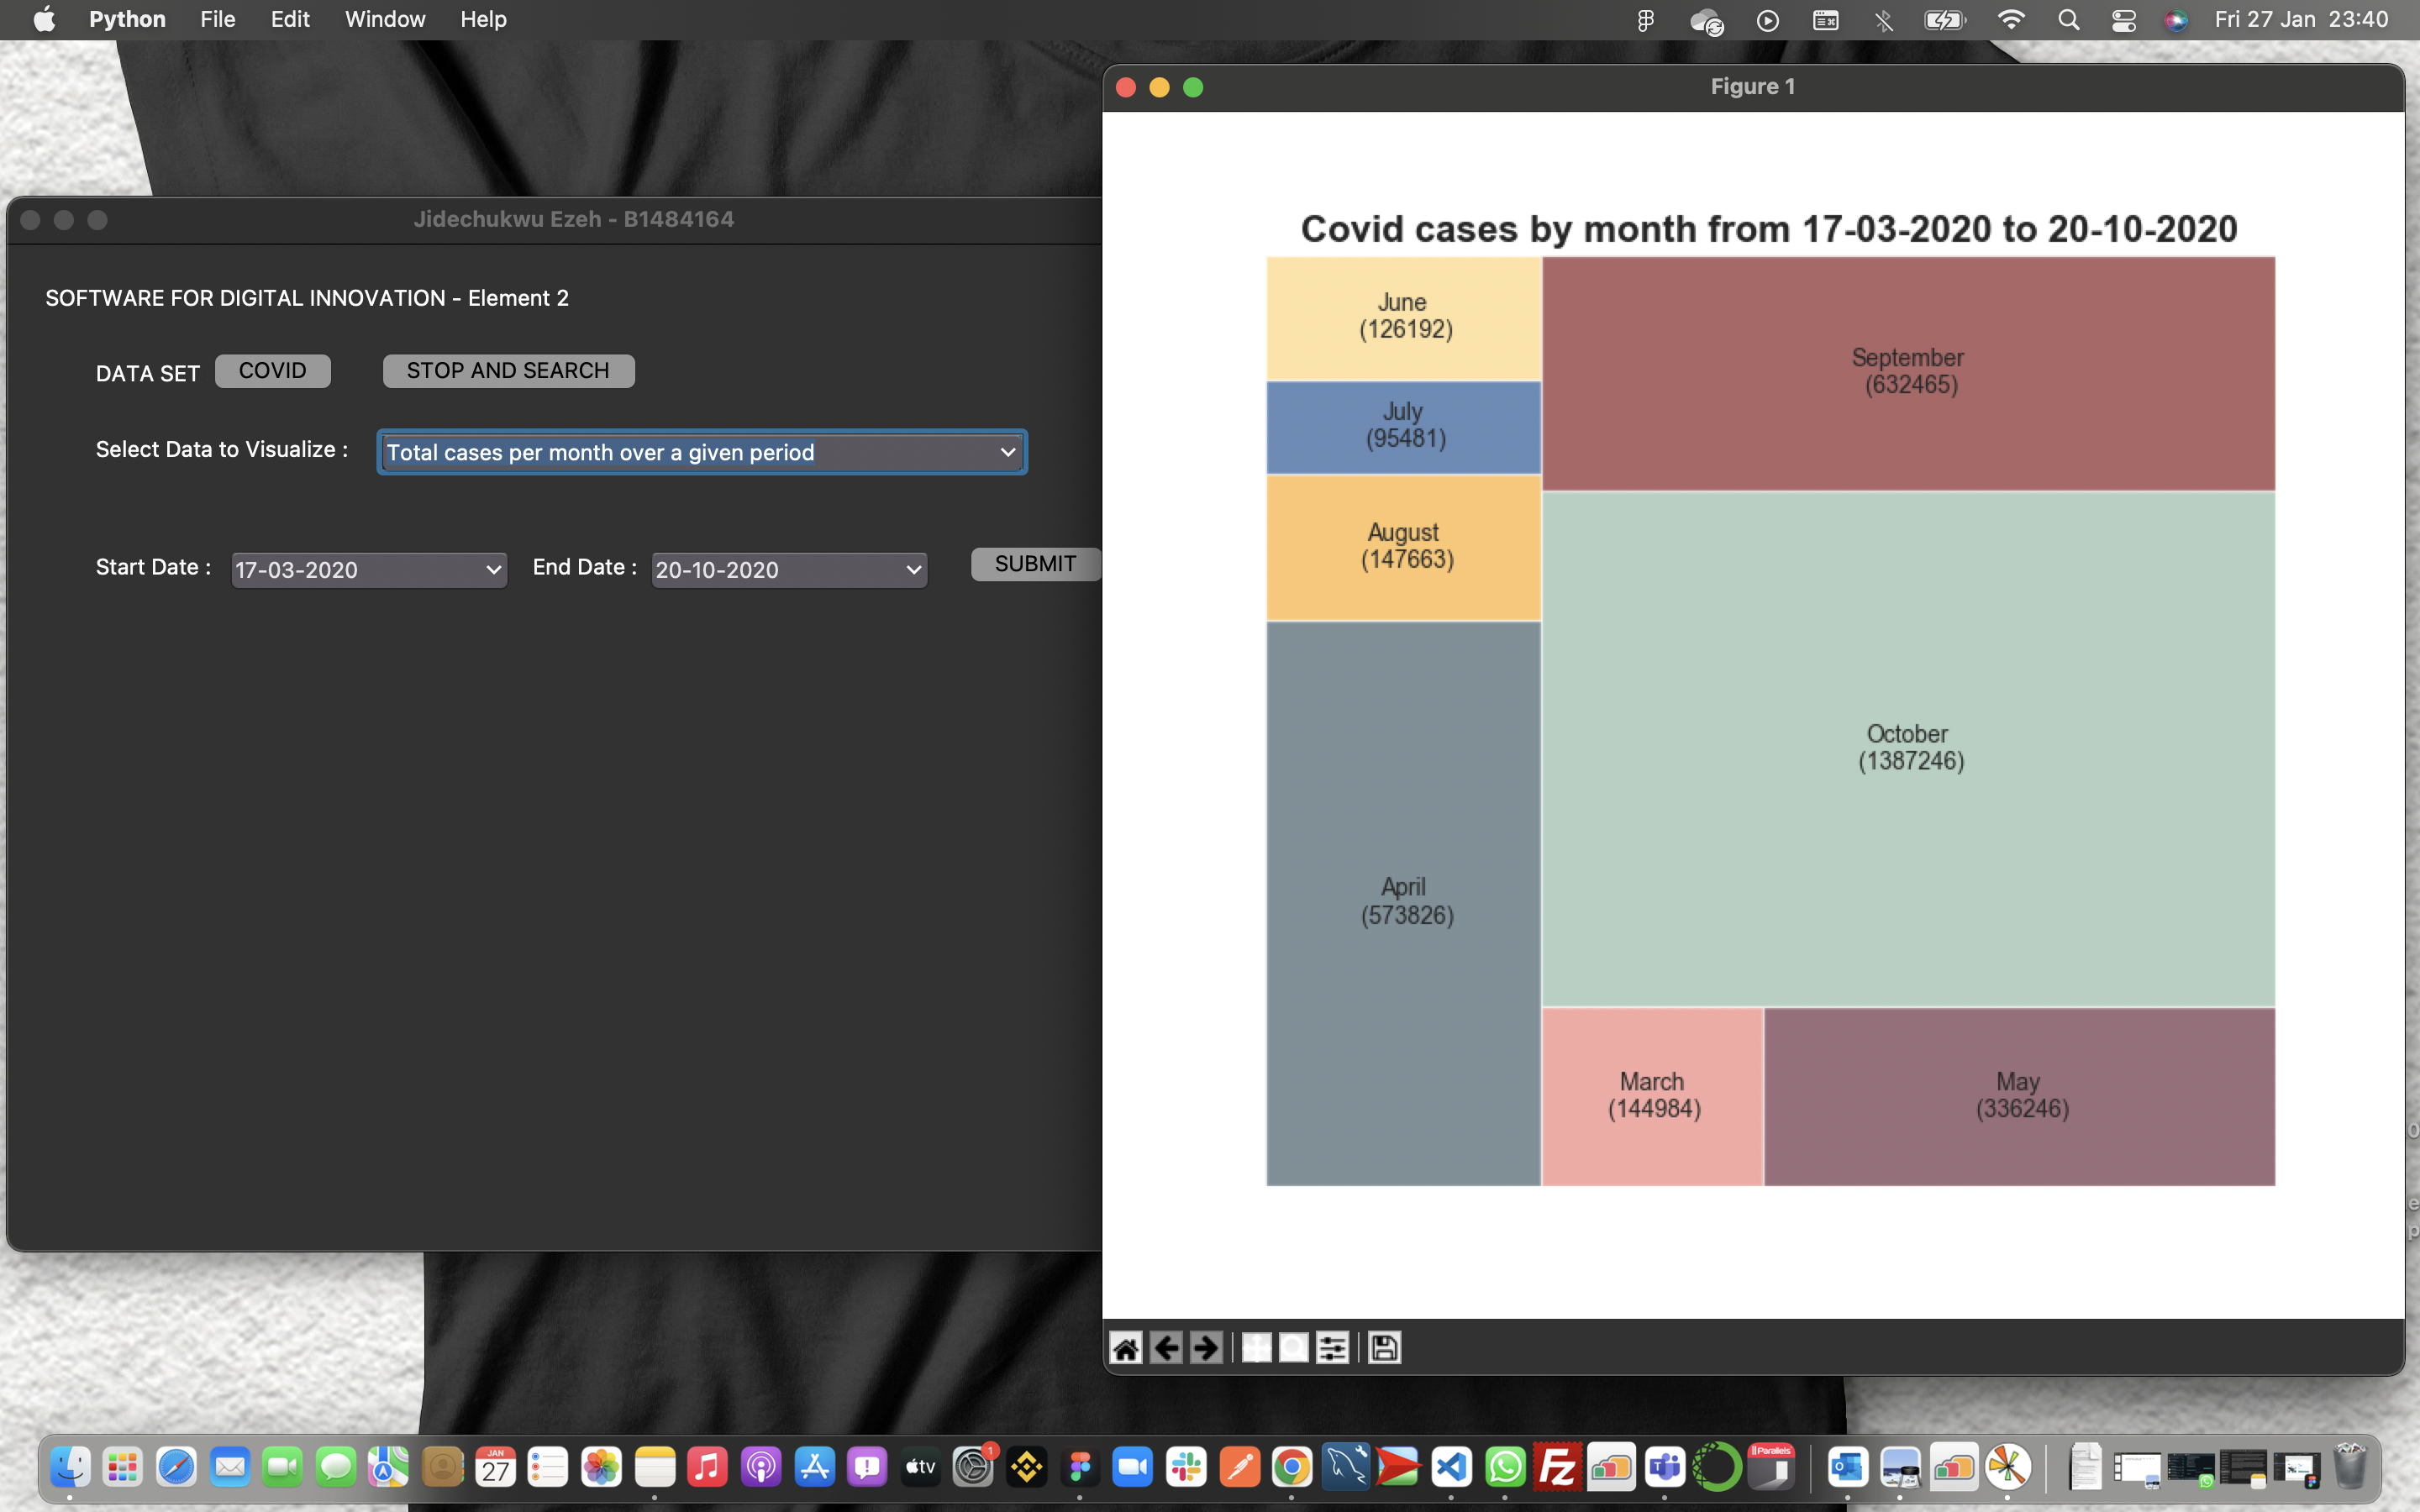 Python File Edit Window Help
Fri 27 Jan 23:40
Figure 1
Jidechukwu Ezeh - B1484164
SOFTWARE FOR DIGITAL INNOVATION - Element 2
DATA SET COVID STOP AND SEARCH
Select Data to Visualize : Total cases per month over a given period
Start Date : 17-03-2020 End Date : 20-10-2020 SUBMIT
Covid cases by month from 17-03-2020 to 20-10-2020
June
(126192)
July
(95481)
August
(147663)
April
(573826)
September
(632465)
October
(1387246)
March
(144984)
May
(336246)
JAN
27
tv
1
Fz
T
Parallels
O